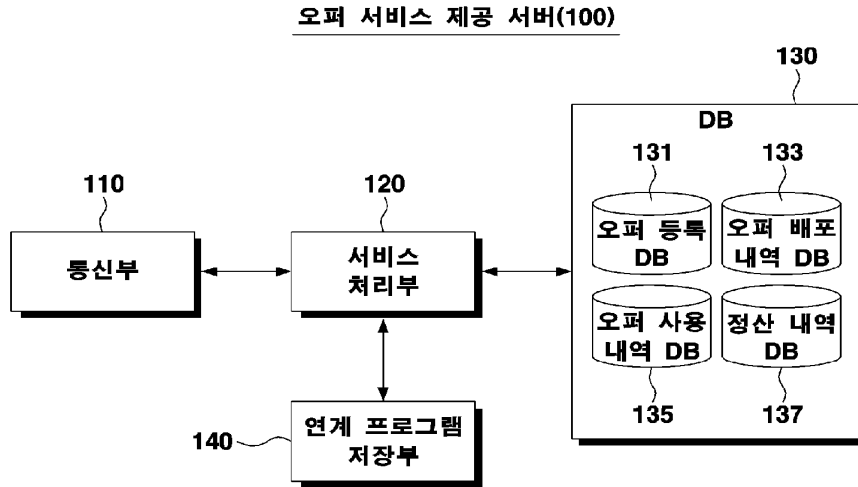 오퍼 서비스 제공 서버(100)
130
DB
131
133
오퍼 등록
DB
오퍼 배포
내역 DB
110
120
통신부
서비스
처리부
오퍼 사용
내역 DB
정산 내역
DB
135
137
140
연계 프로그램
저장부